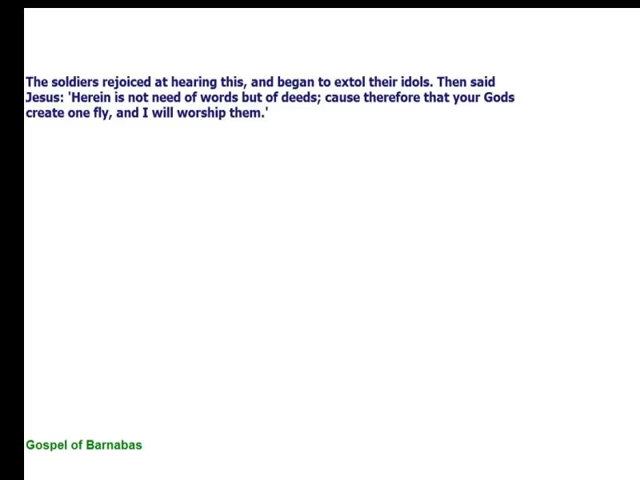 The soldiers rejoiced at hearing this, and began to extol their idols. Then said
Jesus: 'Herein is not need of words but of deeds; cause therefore that your Gods
create one fly, and I will worship them.'
Gospel of Barnabas